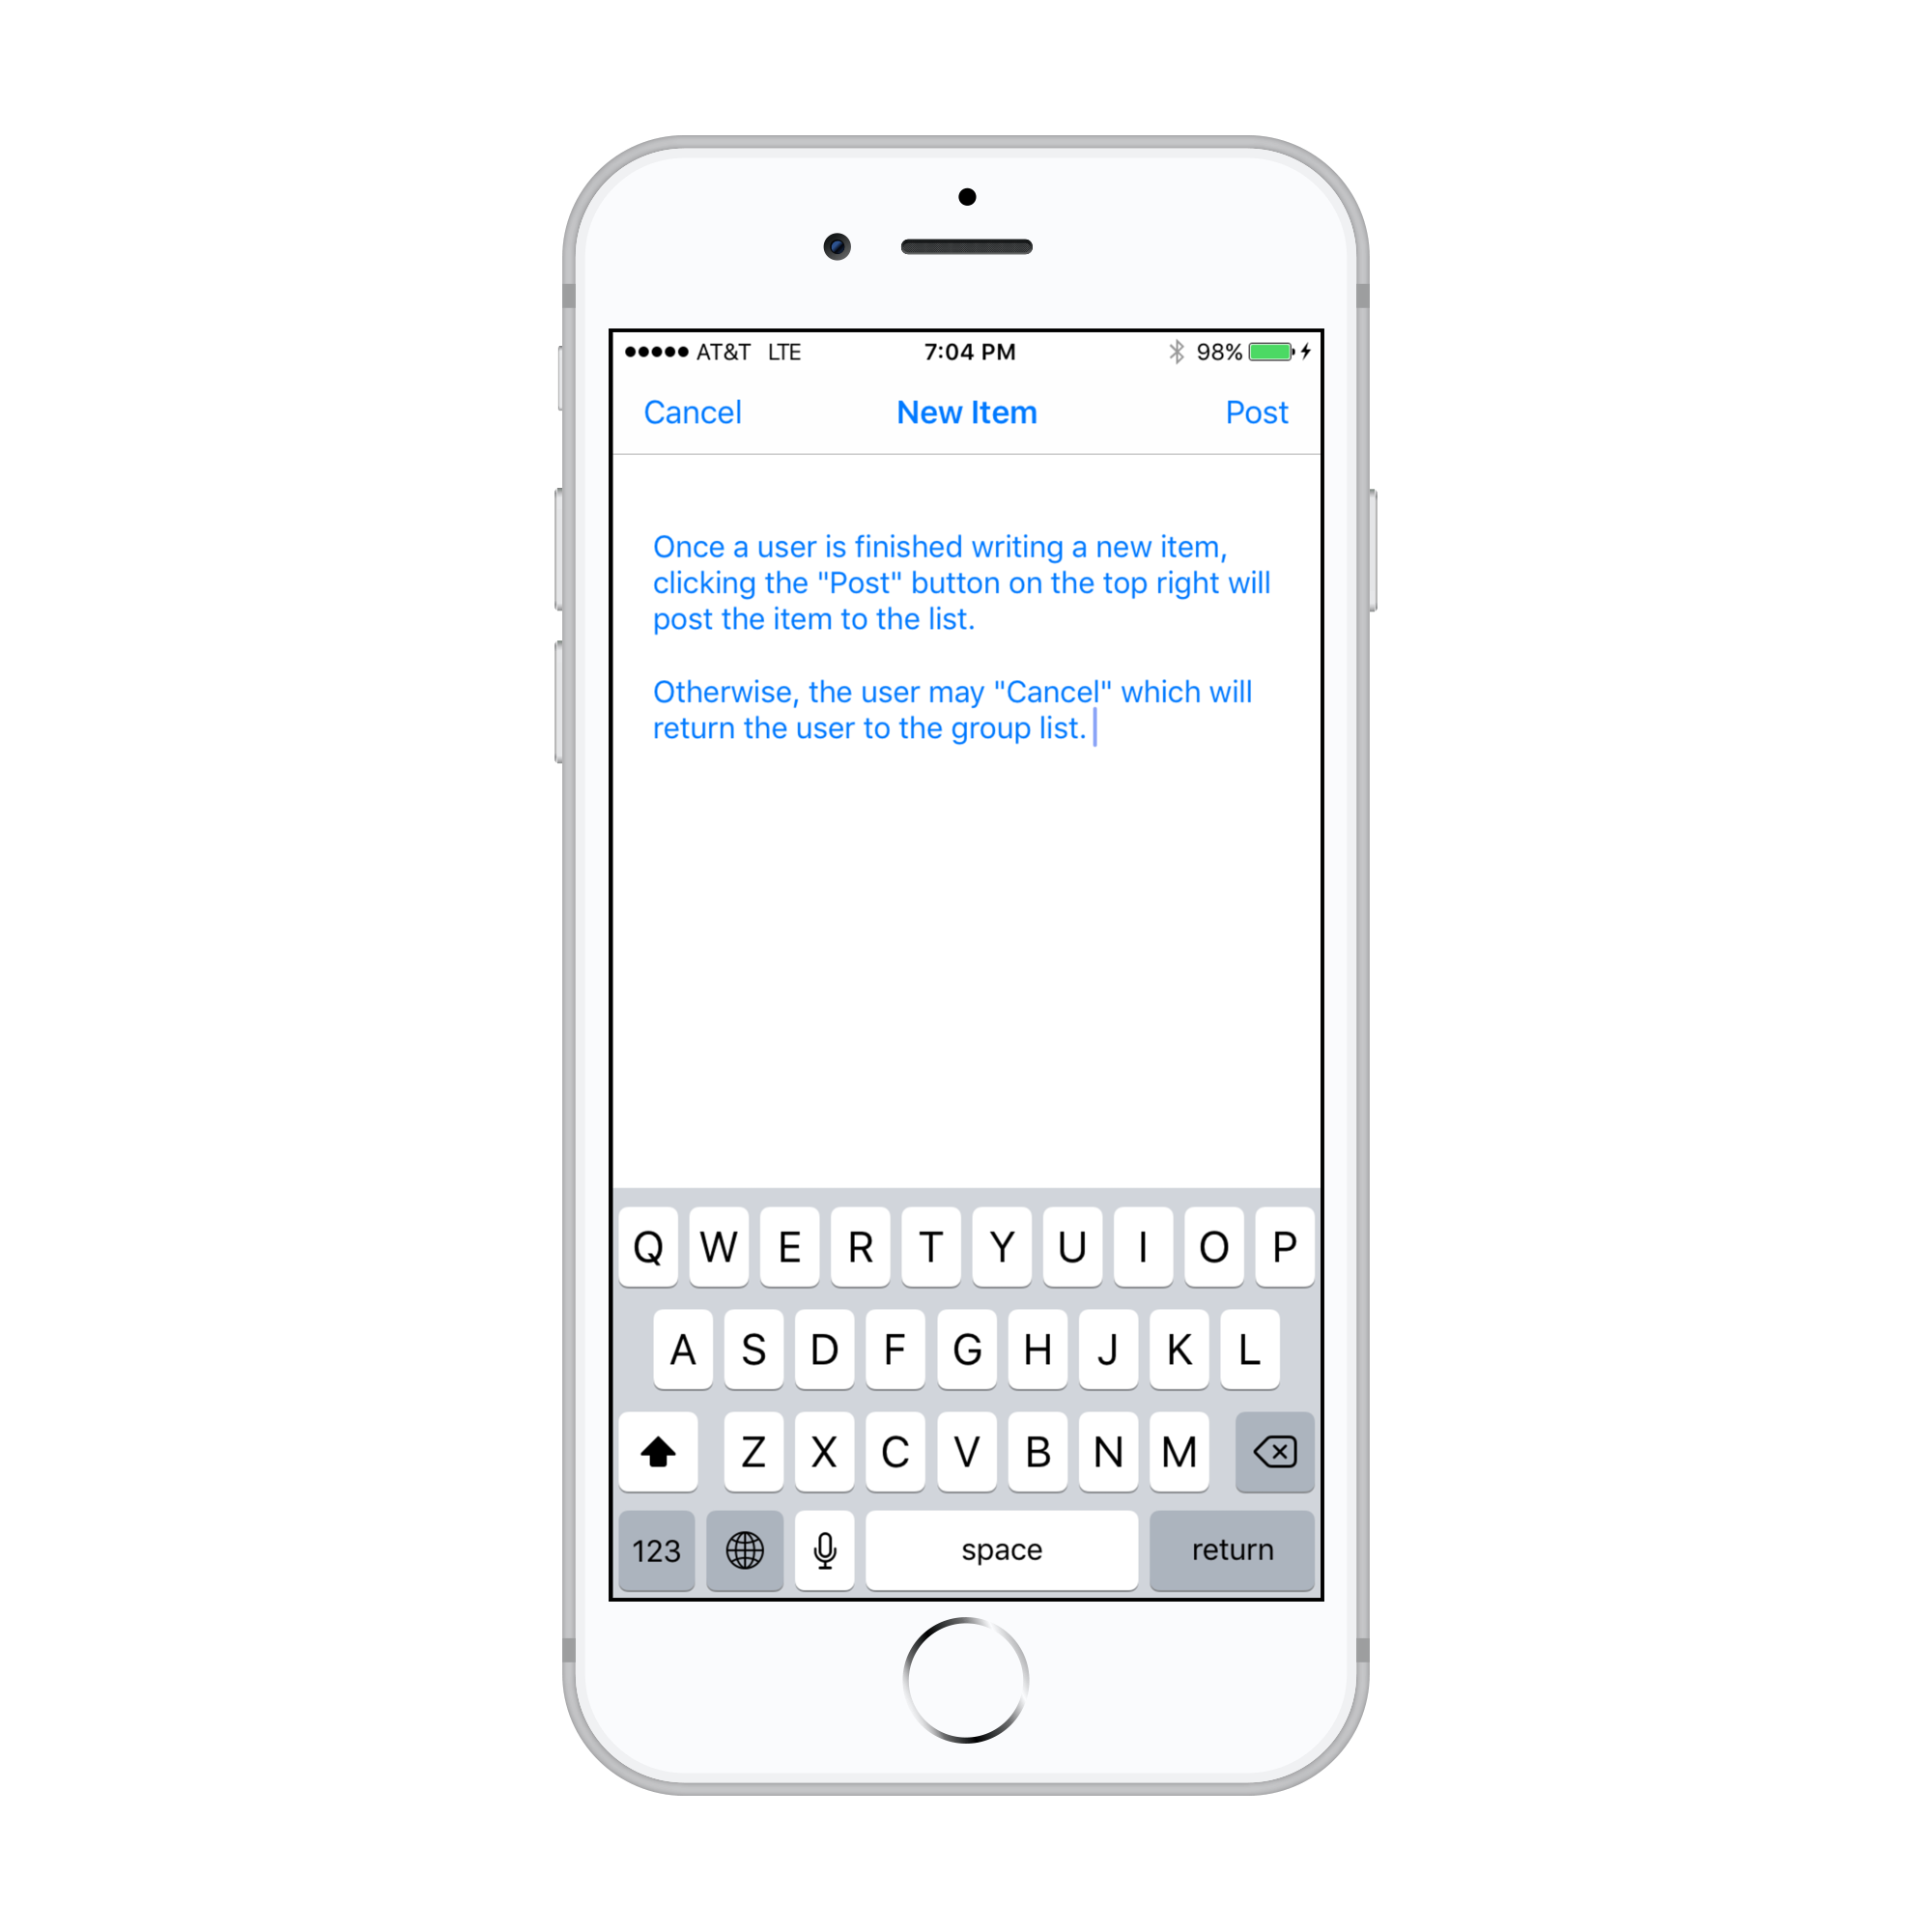 ●●●●● AT&T LTE 7:04 PM 98%
Cancel New Item Post
Once a user is finished writing a new item,
clicking the "Post" button on the top right will
post the item to the list.
Otherwise, the user may "Cancel" which will
return the user to the group list.
Q W E R T Y U I O P
A S D F G H J K L
Z X C V B N M
123 space return